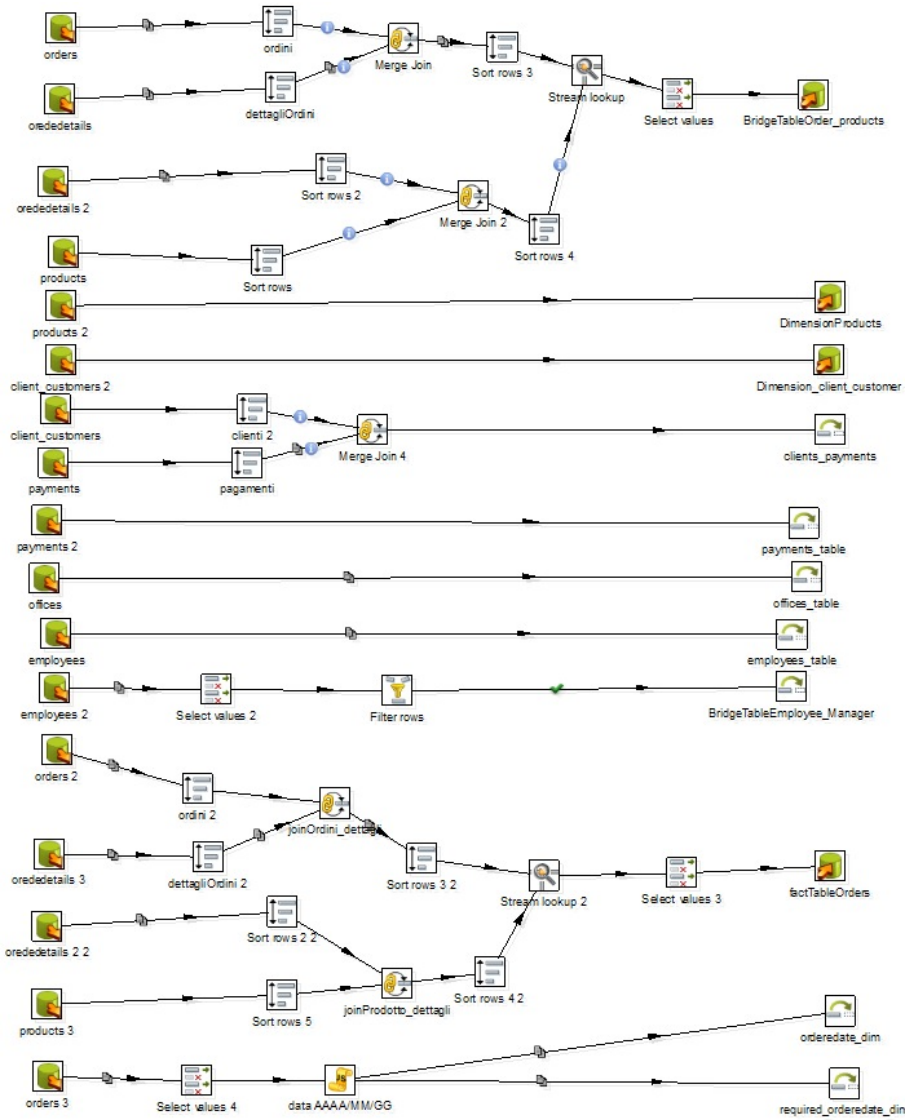 orders
ordini
Merge Join
Sort rows 3
Stream lookup
Select values
BridgeTableOrder_products
orededetails
dettagliOrdini
orededetails 2
Sort rows 2
Merge Join 2
Sort rows 4
products
Sort rows
products 2
DimensionProducts
client_customers 2
Dimension_client_customer
client_customers
clienti 2
Merge Join 4
clients_payments
payments
pagamenti
payments 2
payments_table
offices
offices_table
employees
employees_table
employees 2
Select values 2
Filter rows
BridgeTableEmployee_Manager
orders 2
ordini 2
joinOrdini_dettagli
orededetails 3
dettagliOrdini 2
Sort rows 3 2
Stream lookup 2
Select values 3
factTableOrders
orededetails 2 2
Sort rows 2 2
joinProdotto_dettagli
Sort rows 4 2
products 3
Sort rows 5
orderedate_dim
orders 3
Select values 4
JS
data AAAA/MM/GG
required_orderedate_dim